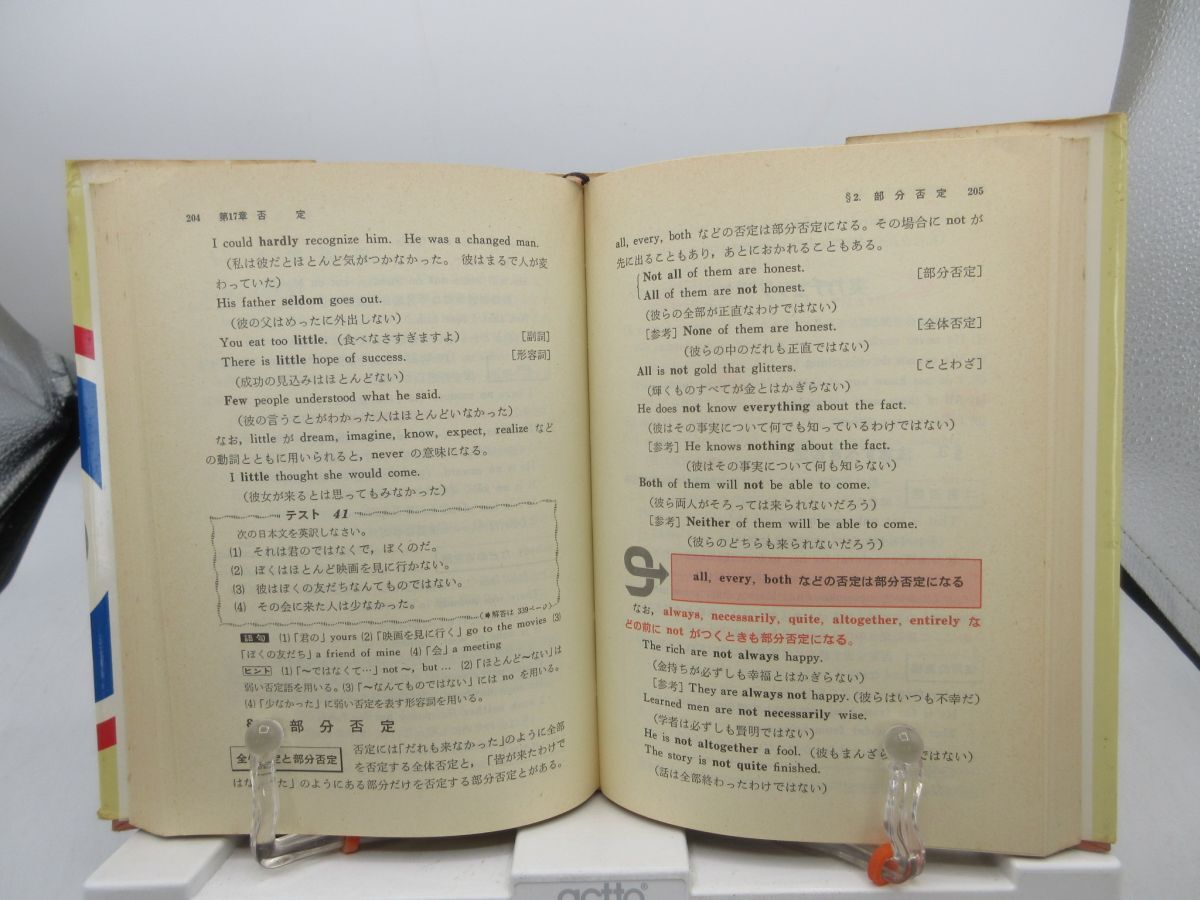 204 第17章 否 定
I could hardly recognize him. He was a changed man.
(私は彼だとほとんど気がつかなかった。 彼はまるで人が変
わっていた)
His father seldom goes out.
(彼の父はめったに外出しない)
You eat too little. (食べなさすぎますよ) [副詞]
There is little hope of success. [形容詞]
(成功の見込みはほとんどない)
Few people understood what he said.
(彼の言うことがわかった人はほとんどいなかった)
なお, little が dream, imagine, know, expect, realize など
の動詞とともに用いられると, never の意味になる。
I little thought she would come.
(彼女が来るとは思ってもみなかった)
テスト 41
次の日本文を英訳しなさい。
(1) それは君のではなくて, ぼくのだ。
(2) ぼくはほとんど映画を見に行かない。
(3) 彼はぼくの友だちなんてものではない。
(4) その会に来た人は少なかった。
(解答は 339ページ)
語句 (1)「君の」yours (2)「映画を見に行く」go to the movies (3)
「ぼくの友だち」a friend of mine (4)「会」a meeting
ヒント (1)「〜ではなくて…」not 〜, but … (2)「ほとんど〜ない」は
弱い否定語を用いる。(3)「〜なんてものではない」には no を用いる。
(4)「少なかった」に弱い否定を表す形容詞を用いる。
部 分 否 定
全 定と部分否定 否定には「だれも来なかった」のように全部
を否定する全体否定と, 「皆が来たわけで
はな た」のようにある部分だけを否定する部分否定とがある。
§2. 部 分 否 定 205
all, every, both などの否定は部分否定になる。その場合に not が
先に出ることもあり, あとにおかれることもある。
Not all of them are honest. [部分否定]
All of them are not honest.
(彼らの全部が正直なわけではない)
[参考] None of them are honest. [全体否定]
(彼らの中のだれも正直ではない)
All is not gold that glitters. [ことわざ]
(輝くものすべてが金とはかぎらない)
He does not know everything about the fact.
(彼はその事実について何でも知っているわけではない)
[参考] He knows nothing about the fact.
(彼はその事実について何も知らない)
Both of them will not be able to come.
(彼ら両人がそろっては来られないだろう)
[参考] Neither of them will be able to come.
(彼らのどちらも来られないだろう)
all, every, both などの否定は部分否定になる
なお, always, necessarily, quite, altogether, entirely な
どの前に not がつくときも部分否定になる。
The rich are not always happy.
(金持ちが必ずしも幸福とはかぎらない)
[参考] They are always not happy. (彼らはいつも不幸だ)
Learned men are not necessarily wise.
(学者は必ずしも賢明ではない)
He is not altogether a fool. (彼もまんざら ではない)
The story is not quite finished.
(話は全部終わったわけではない)
actto